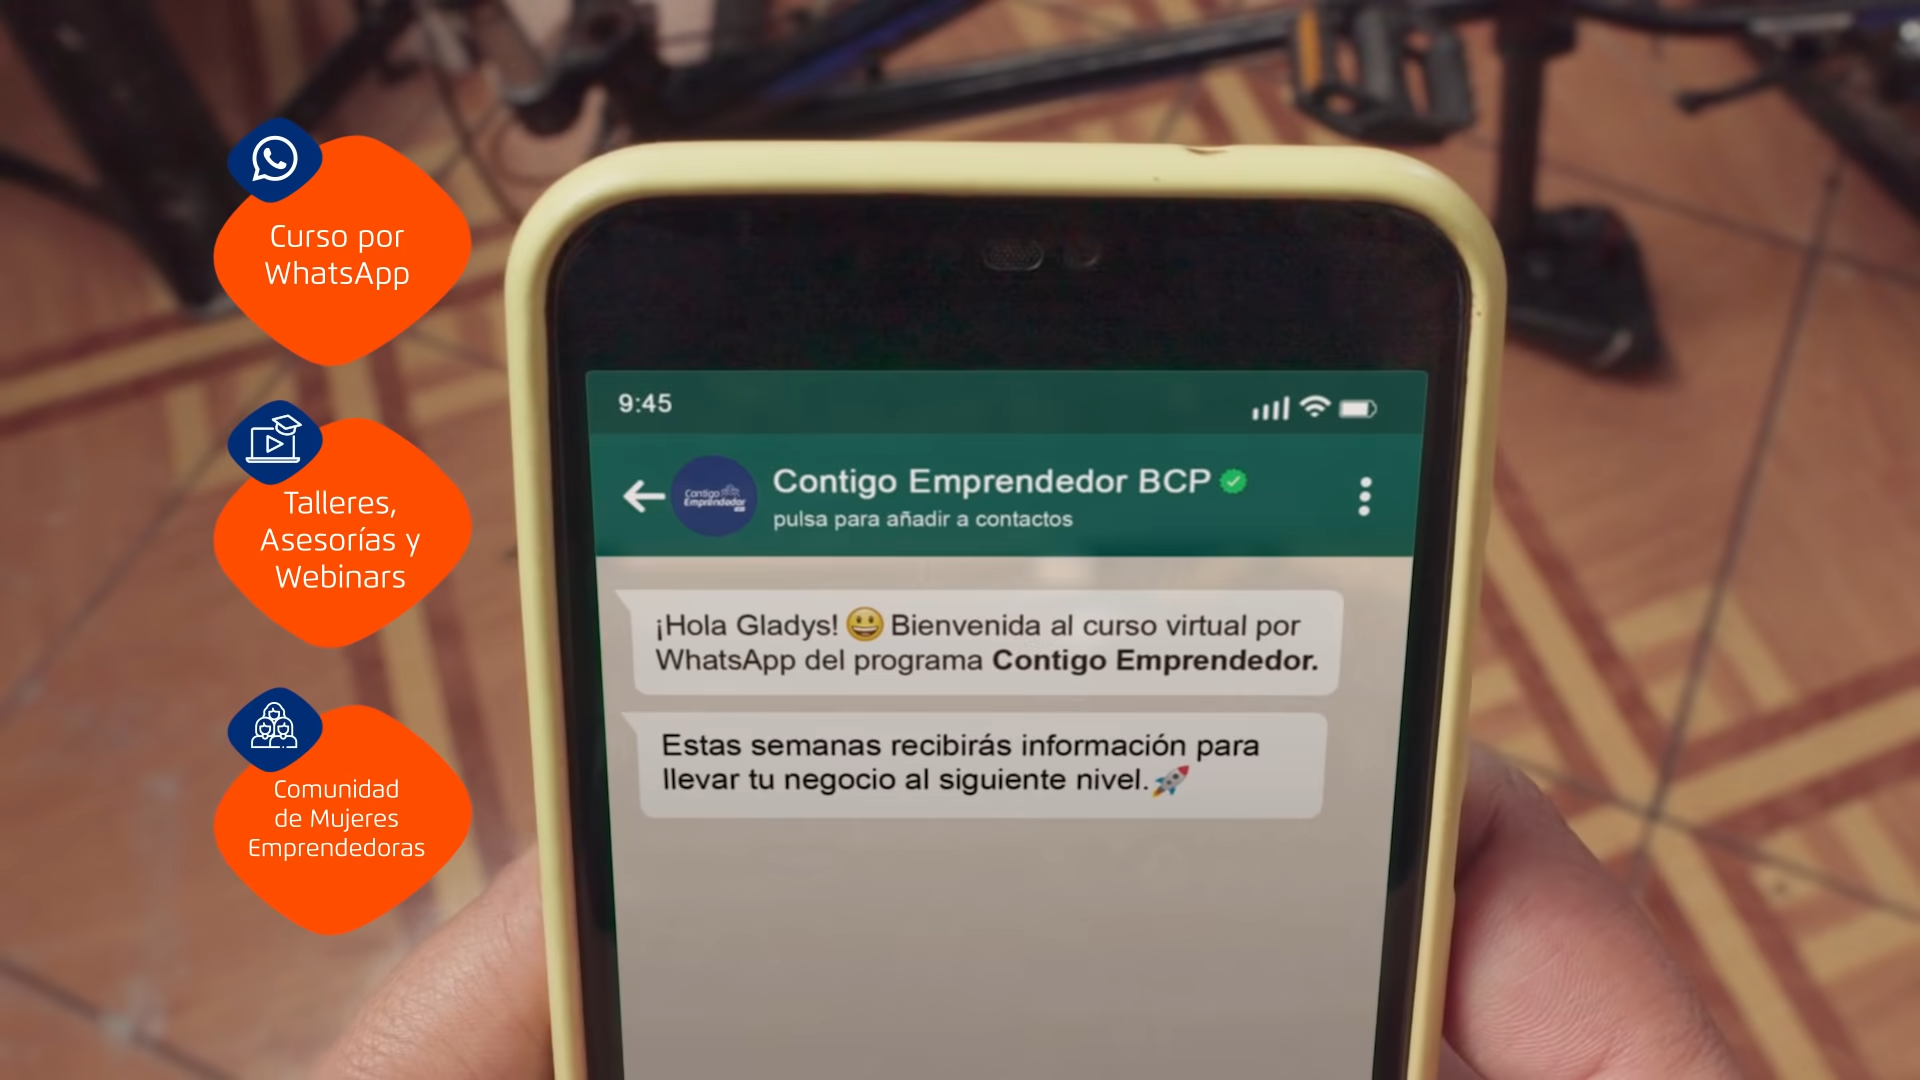 Curso por
WhatsApp
Talleres,
Asesorías y
Webinars
Comunidad
de Mujeres
Emprendedoras
9:45
Contigo
Emprendedor
Contigo Emprendedor BCP
pulsa para añadir a contactos
¡Hola Gladys! 😀 Bienvenida al curso virtual por
WhatsApp del programa Contigo Emprendedor.
Estas semanas recibirás información para
llevar tu negocio al siguiente nivel.🚀